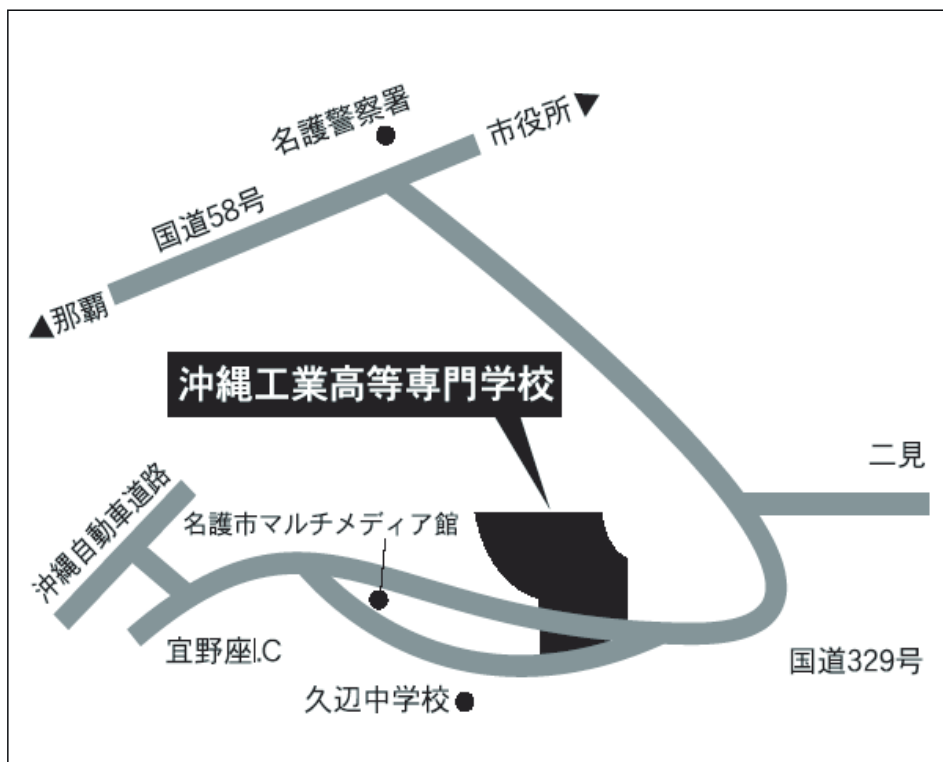 名護警察署
市役所▶
国道58号
◀那覇
沖縄工業高等専門学校
二見
沖縄自動車道路
名護市マルチメディア館
宜野座I.C
国道329号
久辺中学校